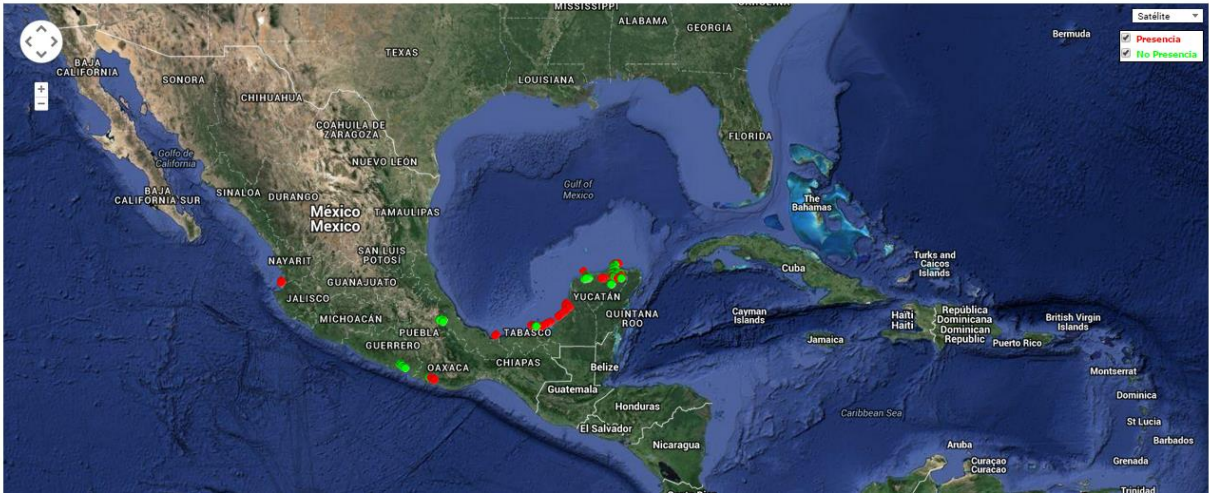 MISSISSIPPI
ALABAMA
GEORGIA
Satélite
Bermuda
Presencia
No Presencia
TEXAS
BAJA
CALIFORNIA
SONORA
LOUISIANA
+
−
CHIHUAHUA
COAHUILA DE
ZARAGOZA
FLORIDA
Golfo de
California
NUEVO LEÓN
BAJA
CALIFORNIA SUR
SINALOA
DURANGO
Gulf of
Mexico
The
Bahamas
México
Mexico
TAMAULIPAS
SAN LUIS
POTOSÍ
NAYARIT
Turks and
Caicos
Islands
Cuba
GUANAJUATO
JALISCO
YUCATÁN
MICHOACÁN
QUINTANA
ROO
PUEBLA
TABASCO
Cayman
Islands
Haïti
Haiti
República
Dominicana
Dominican
Republic
British Virgin
Islands
Jamaica
Puerto Rico
GUERRERO
OAXACA
CHIAPAS
Belize
Montserrat
Guatemala
Dominica
Honduras
Caribbean Sea
El Salvador
St Lucia
Nicaragua
Aruba
Barbados
Curaçao
Curacao
Grenada
Trinidad